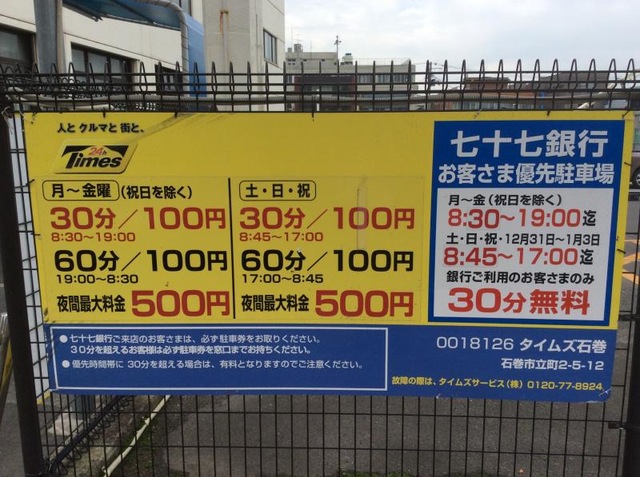 人と クルマと 街と、
24h
Times
月～金曜（祝日を除く）
30分／100円
8:30～19:00
60分／100円
19:00～8:30
夜間最大料金 500円
土・日・祝
30分／100円
8:45～17:00
60分／100円
17:00～8:45
夜間最大料金 500円
七十七銀行
お客さま優先駐車場
月～金（祝日を除く）
8:30～19:00迄
土・日・祝・12月31日～1月3日
8:45～17:00迄
銀行ご利用のお客さまのみ
30分無料
●七十七銀行ご来店のお客さまは、必ず駐車券をお取りください。
30分を超えるお客様は必ず駐車券を窓口までお持ちください。
●優先時間帯に 30分を超える場合は、有料となりますのでご注意ください。
0018126 タイムズ石巻
石巻市立町2-5-12
故障の際は、タイムズサービス（株）0120-77-8924